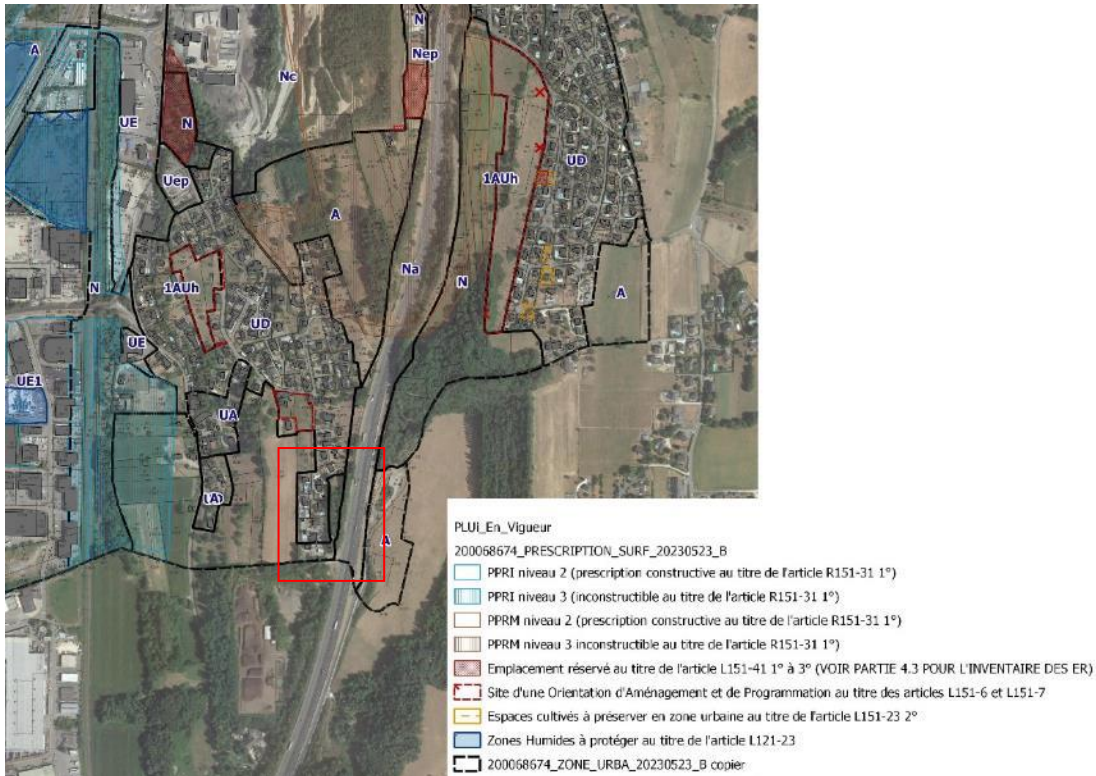 A
N
Nep
Nc
UE
N
Uep
1AUh
UD
A
Na
N
1AUh
N
UD
A
UE
UE1
UA
A
PLUi_En_Vigueur
200068674_PRESCRIPTION_SURF_20230523_B
PPRI niveau 2 (prescription constructive au titre de l'article R151-31 1°)
PPRI niveau 3 (inconstructible au titre de l'article R151-31 1°)
PPRM niveau 2 (prescription constructive au titre de l'article R151-31 1°)
PPRM niveau 3 inconstructible au titre de l'article R151-31 1°)
Emplacement réservé au titre de l'article L151-41 1° à 3° (VOIR PARTIE 4.3 POUR L'INVENTAIRE DES ER)
Site d'une Orientation d'Aménagement et de Programmation au titre des articles L151-6 et L151-7
Espaces cultivés à préserver en zone urbaine au titre de l'article L151-23 2°
Zones Humides à protéger au titre de l'article L121-23
200068674_ZONE_URBA_20230523_B copier